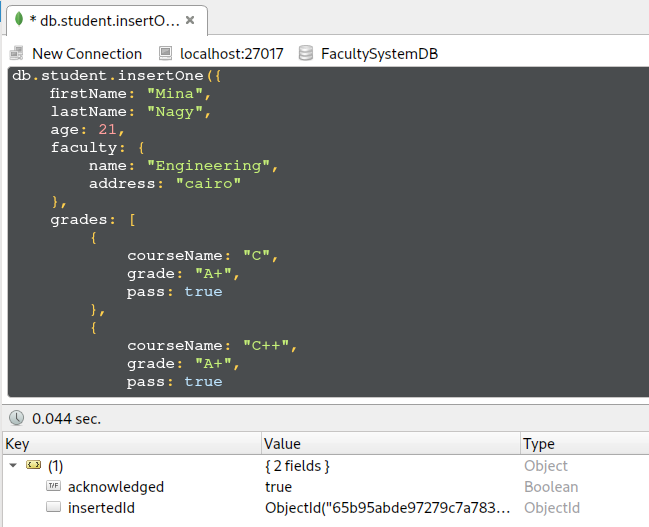 * db.student.insertO...
New Connection localhost:27017 FacultySystemDB
db.student.insertOne({
firstName: "Mina",
lastName: "Nagy",
age: 21,
faculty: {
name: "Engineering",
address: "cairo"
},
grades: [
{
courseName: "C",
grade: "A+",
pass: true
},
{
courseName: "C++",
grade: "A+",
pass: true
0.044 sec.
Key Value Type
(1) { 2 fields } Object
T/F acknowledged true Boolean
insertedId ObjectId("65b95abde97279c7a783... ObjectId